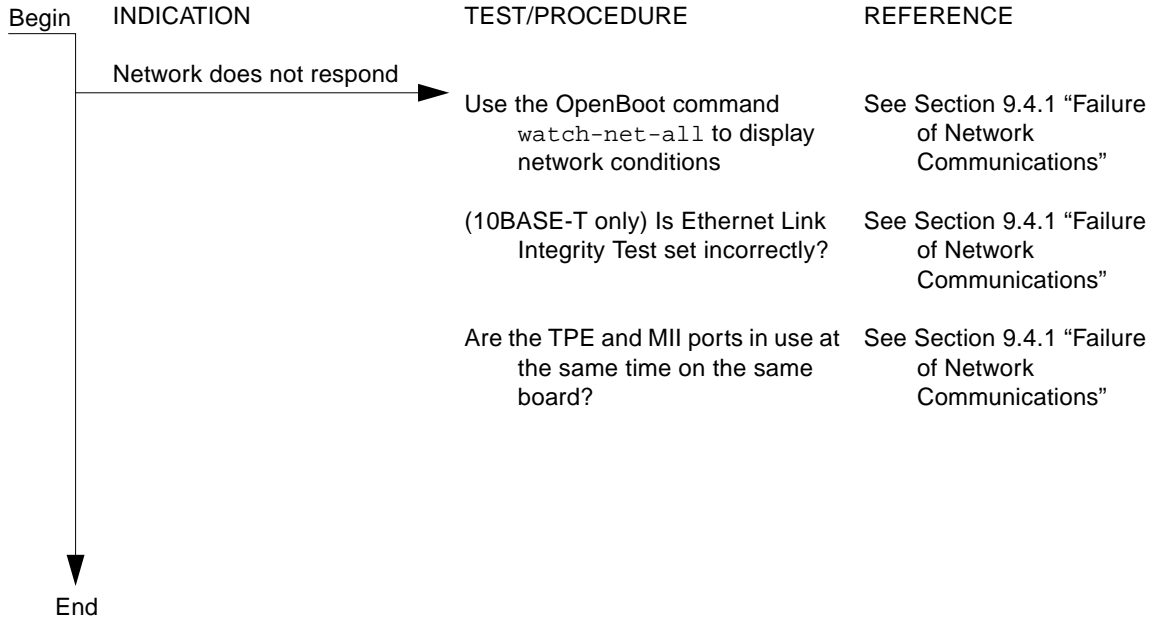 Begin
INDICATION
TEST/PROCEDURE
REFERENCE
Network does not respond
Use the OpenBoot command
watch-net-all to display
network conditions
See Section 9.4.1 “Failure
of Network
Communications”
(10BASE-T only) Is Ethernet Link
Integrity Test set incorrectly?
See Section 9.4.1 “Failure
of Network
Communications”
Are the TPE and MII ports in use at
the same time on the same
board?
See Section 9.4.1 “Failure
of Network
Communications”
End